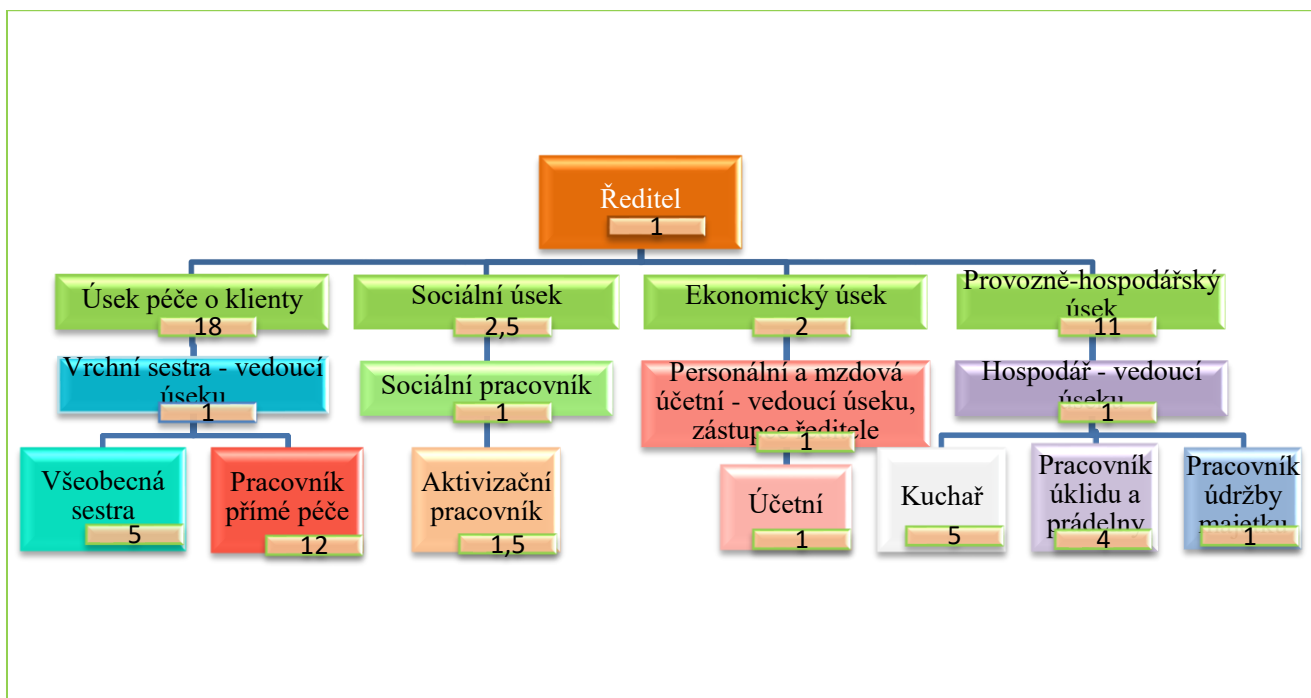 Ředitel
1
Úsek péče o klienty
18
Sociální úsek
2,5
Ekonomický úsek
2
Provozně-hospodářský
úsek
11
Vrchní sestra - vedoucí
úseku
1
Sociální pracovník
1
Personální a mzdová
účetní - vedoucí úseku,
zástupce ředitele
1
Hospodář - vedoucí
úseku
1
Všeobecná
sestra
5
Pracovník
přímé péče
12
Aktivizační
pracovník
1,5
Účetní
1
Kuchař
5
Pracovník
úklidu a
prádelny
4
Pracovník
údržby
majetku
1